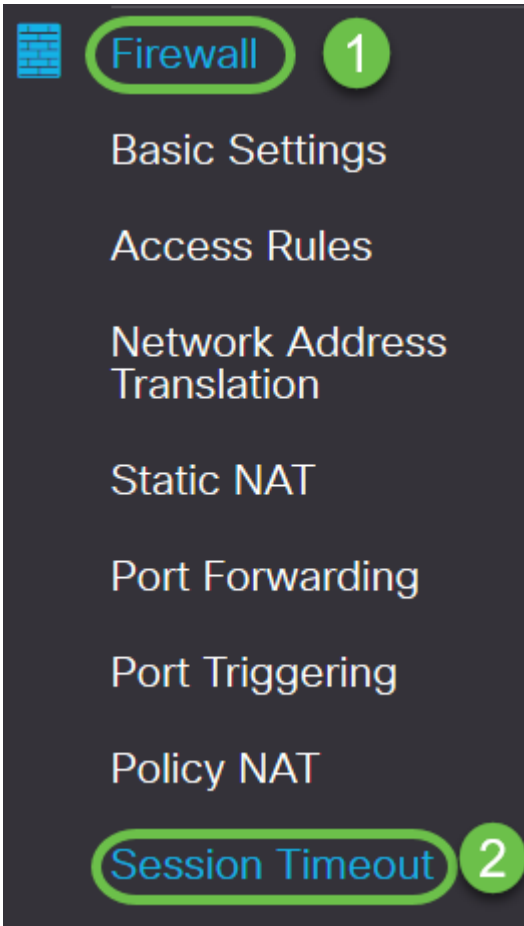 Firewall 1
Basic Settings
Access Rules
Network Address
Translation
Static NAT
Port Forwarding
Port Triggering
Policy NAT
Session Timeout 2